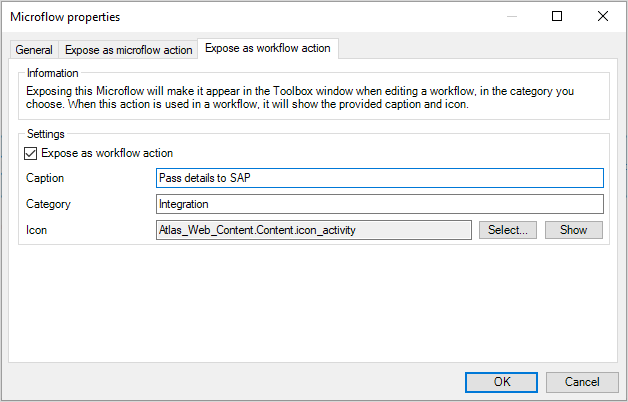 Microflow properties
General
Expose as microflow action
Expose as workflow action
Information
Exposing this Microflow will make it appear in the Toolbox window when editing a workflow, in the category you
choose. When this action is used in a workflow, it will show the provided caption and icon.
Settings
Expose as workflow action
Caption
Pass details to SAP
Category
Integration
Icon
Atlas_Web_Content.Content.icon_activity
Select...
Show
OK
Cancel